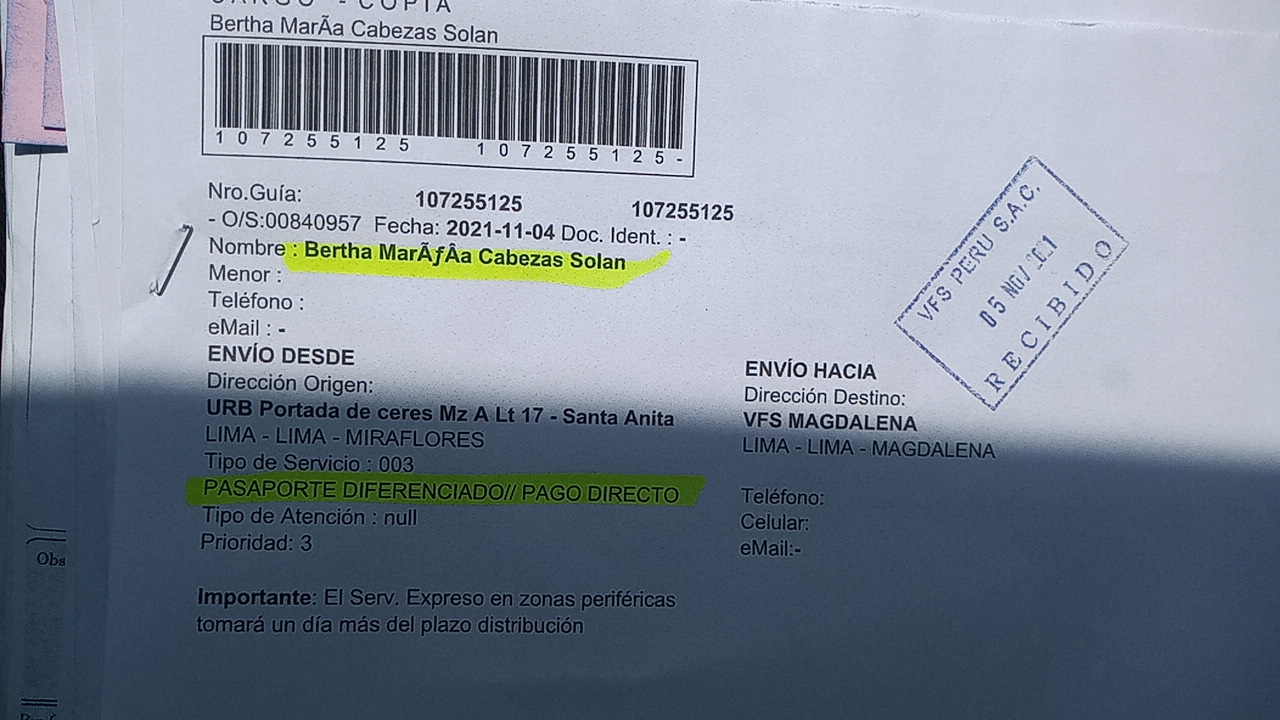 CARGO - COPIA
Bertha MarÃa Cabezas Solan
107255125 107255125-
Nro.Guía: 107255125 107255125
- O/S:00840957 Fecha: 2021-11-04 Doc. Ident. : -
Nombre : Bertha MarÃƒÂa Cabezas Solan
Menor :
Teléfono :
eMail : -
ENVÍO DESDE
Dirección Origen:
URB Portada de ceres Mz A Lt 17 - Santa Anita
LIMA - LIMA - MIRAFLORES
Tipo de Servicio : 003
PASAPORTE DIFERENCIADO// PAGO DIRECTO
Tipo de Atención : null
Prioridad: 3
Importante: El Serv. Expreso en zonas periféricas
tomará un día más del plazo distribución
ENVÍO HACIA
Dirección Destino:
VFS MAGDALENA
LIMA - LIMA - MAGDALENA
Teléfono:
Celular:
eMail:-
VFS PERU S.A.C.
05 NOV
RECIBIDO
Obs